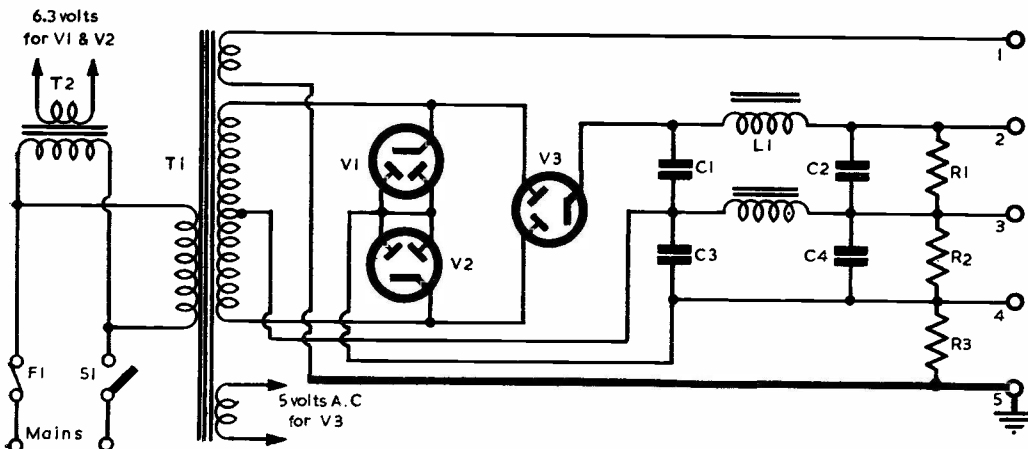 6.3 volts
for V1 & V2
T2
T1
V1
V2
V3
C1
C3
L1
C2
C4
R1
R2
R3
1
2
3
4
5
F1
S1
Mains
5 volts A.C
for V3